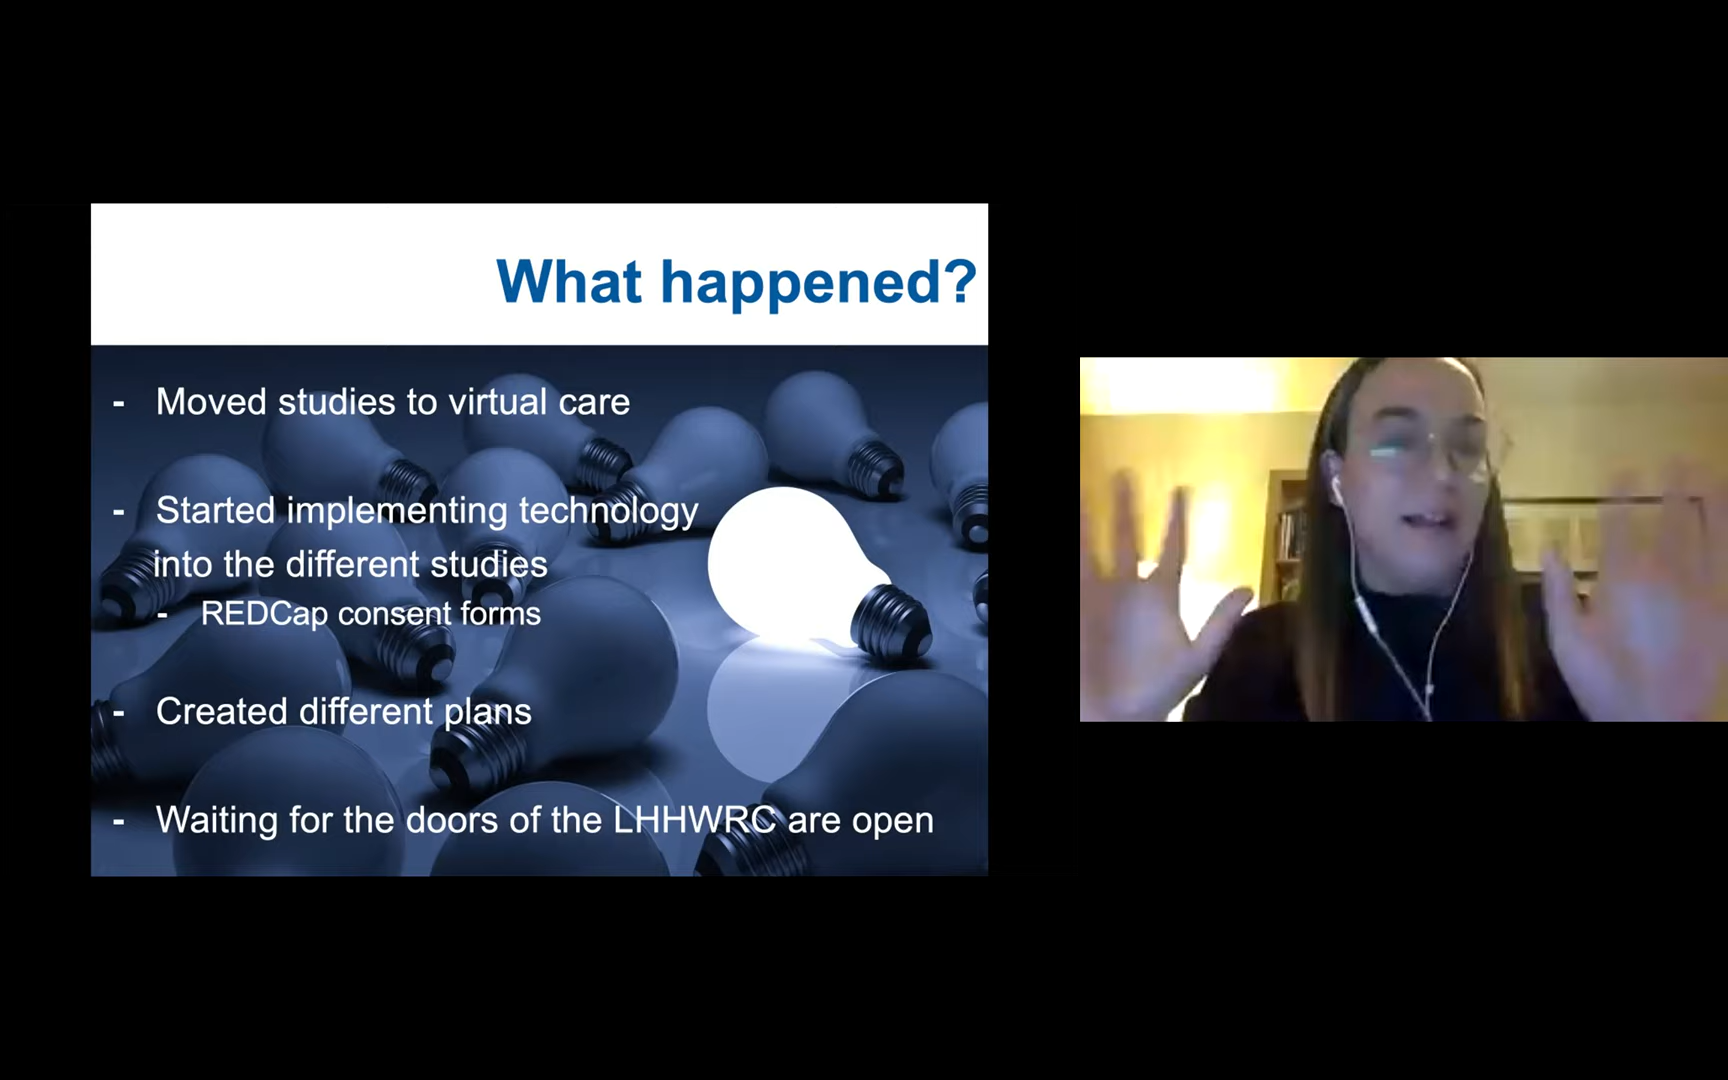 What happened?
- Moved studies to virtual care
- Started implementing technology
into the different studies
- REDCap consent forms
- Created different plans
- Waiting for the doors of the LHHWRC are open